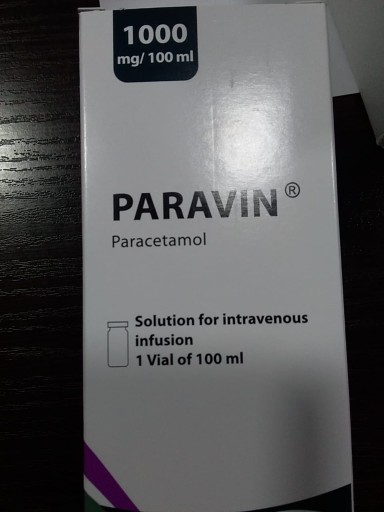 1000
mg/ 100 ml
PARAVIN ®
Paracetamol
Solution for intravenous
infusion
1 Vial of 100 ml